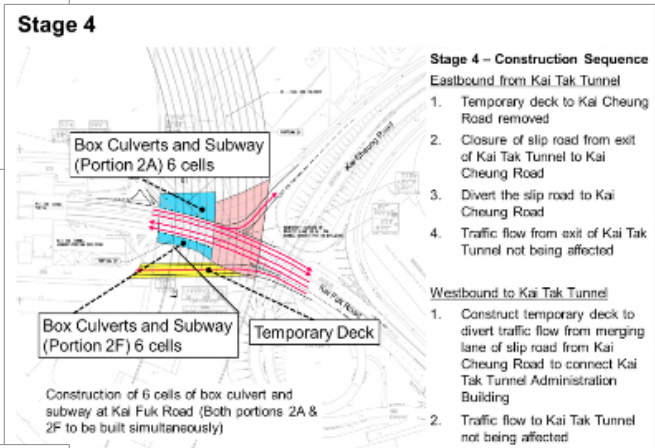 Stage 4
Box Culverts and Subway
(Portion 2A) 6 cells
Kai Cheung Road
Kai Fuk Road
Box Culverts and Subway
(Portion 2F) 6 cells
Temporary Deck
Construction of 6 cells of box culvert and
subway at Kai Fuk Road (Both portions 2A &
2F to be built simultaneously)
Stage 4 – Construction Sequence
Eastbound from Kai Tak Tunnel
1. Temporary deck to Kai Cheung
Road removed
2. Closure of slip road from exit
of Kai Tak Tunnel to Kai
Cheung Road
3. Divert the slip road to Kai
Cheung Road
4. Traffic flow from exit of Kai Tak
Tunnel not being affected
Westbound to Kai Tak Tunnel
1. Construct temporary deck to
divert traffic flow from merging
lane of slip road from Kai
Cheung Road to connect Kai
Tak Tunnel Administration
Building
2. Traffic flow to Kai Tak Tunnel
not being affected